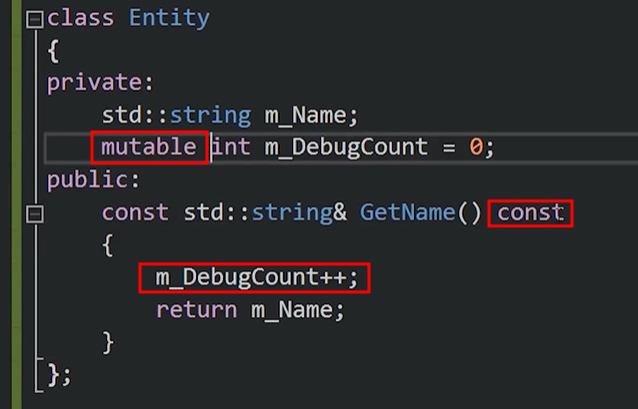 class Entity
{
private:
    std::string m_Name;
    mutable int m_DebugCount = 0;
public:
    const std::string& GetName() const
    {
        m_DebugCount++;
        return m_Name;
    }
};